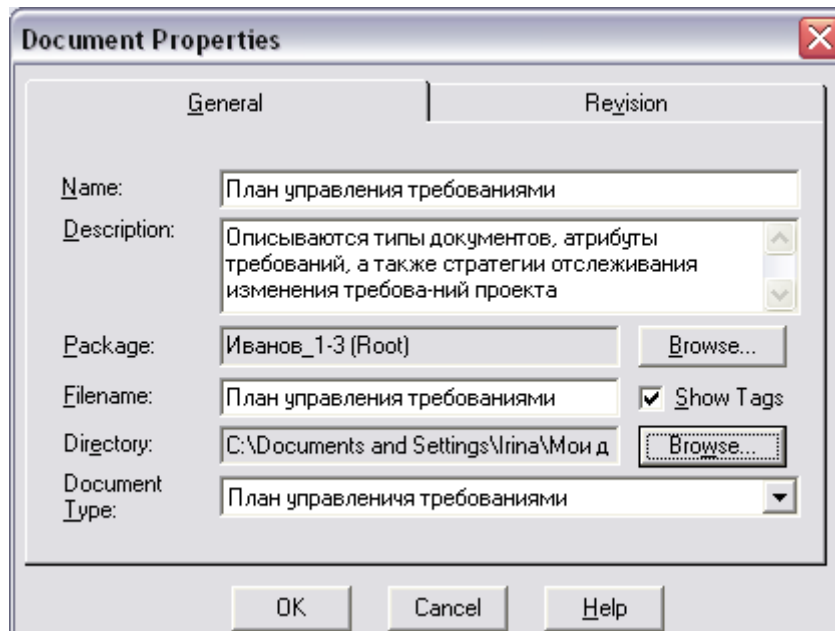 Document Properties
General
Revision
Name:
План управления требованиями
Description:
Описываются типы документов, атрибуты
требований, а также стратегии отслеживания
изменения требова-ний проекта
Package:
Иванов_1-3 (Root)
Browse...
Filename:
План управления требованиями
Show Tags
Directory:
C:\Documents and Settings\Irina\Мои д
Browse...
Document
Type:
План управленичя требованиями
OK
Cancel
Help